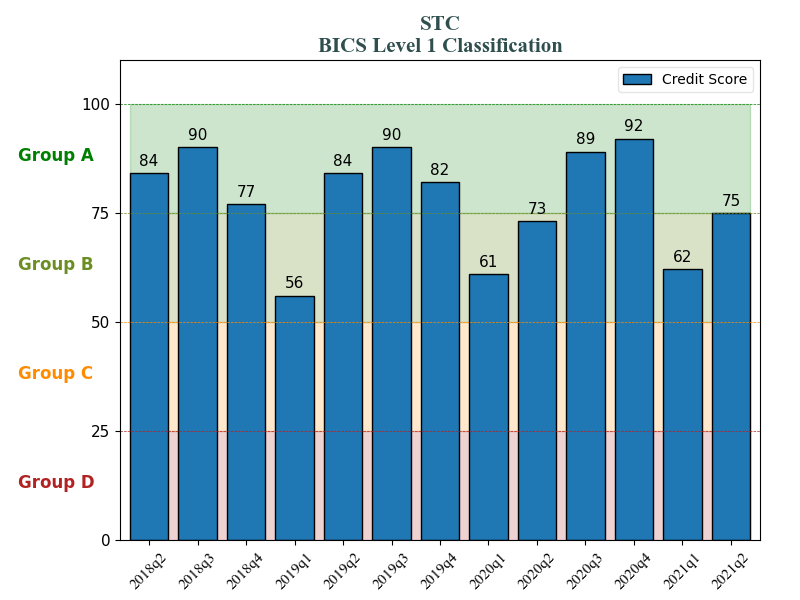 STC
BICS Level 1 Classification
Credit Score
100
75
50
25
0
Group A
Group B
Group C
Group D
84
90
77
56
84
90
82
61
73
89
92
62
75
2018q2
2018q3
2018q4
2019q1
2019q2
2019q3
2019q4
2020q1
2020q2
2020q3
2020q4
2021q1
2021q2